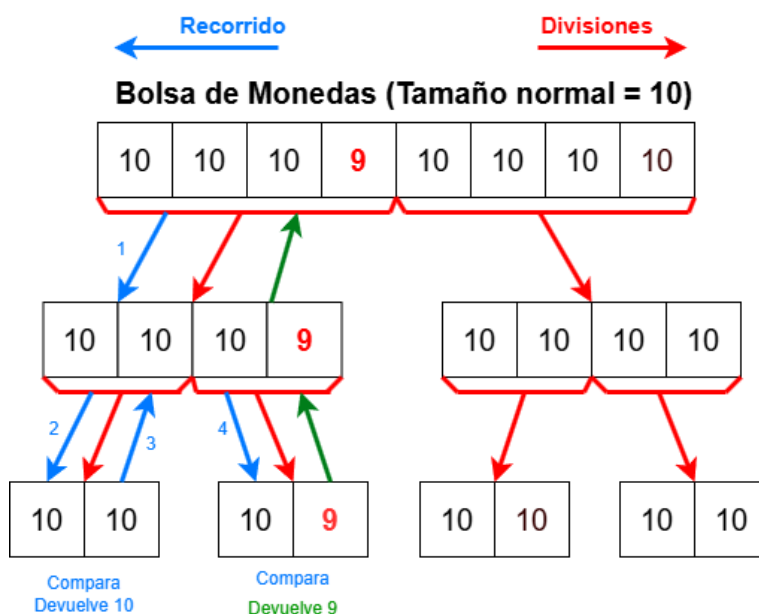 Recorrido Divisiones
Bolsa de Monedas (Tamaño normal = 10)
10 10 10 9 10 10 10 10
1
10 10 10 9 10 10 10 10
2 3 4
10 10 10 9 10 10 10 10
Compara Compara
Devuelve 10 Devuelve 9